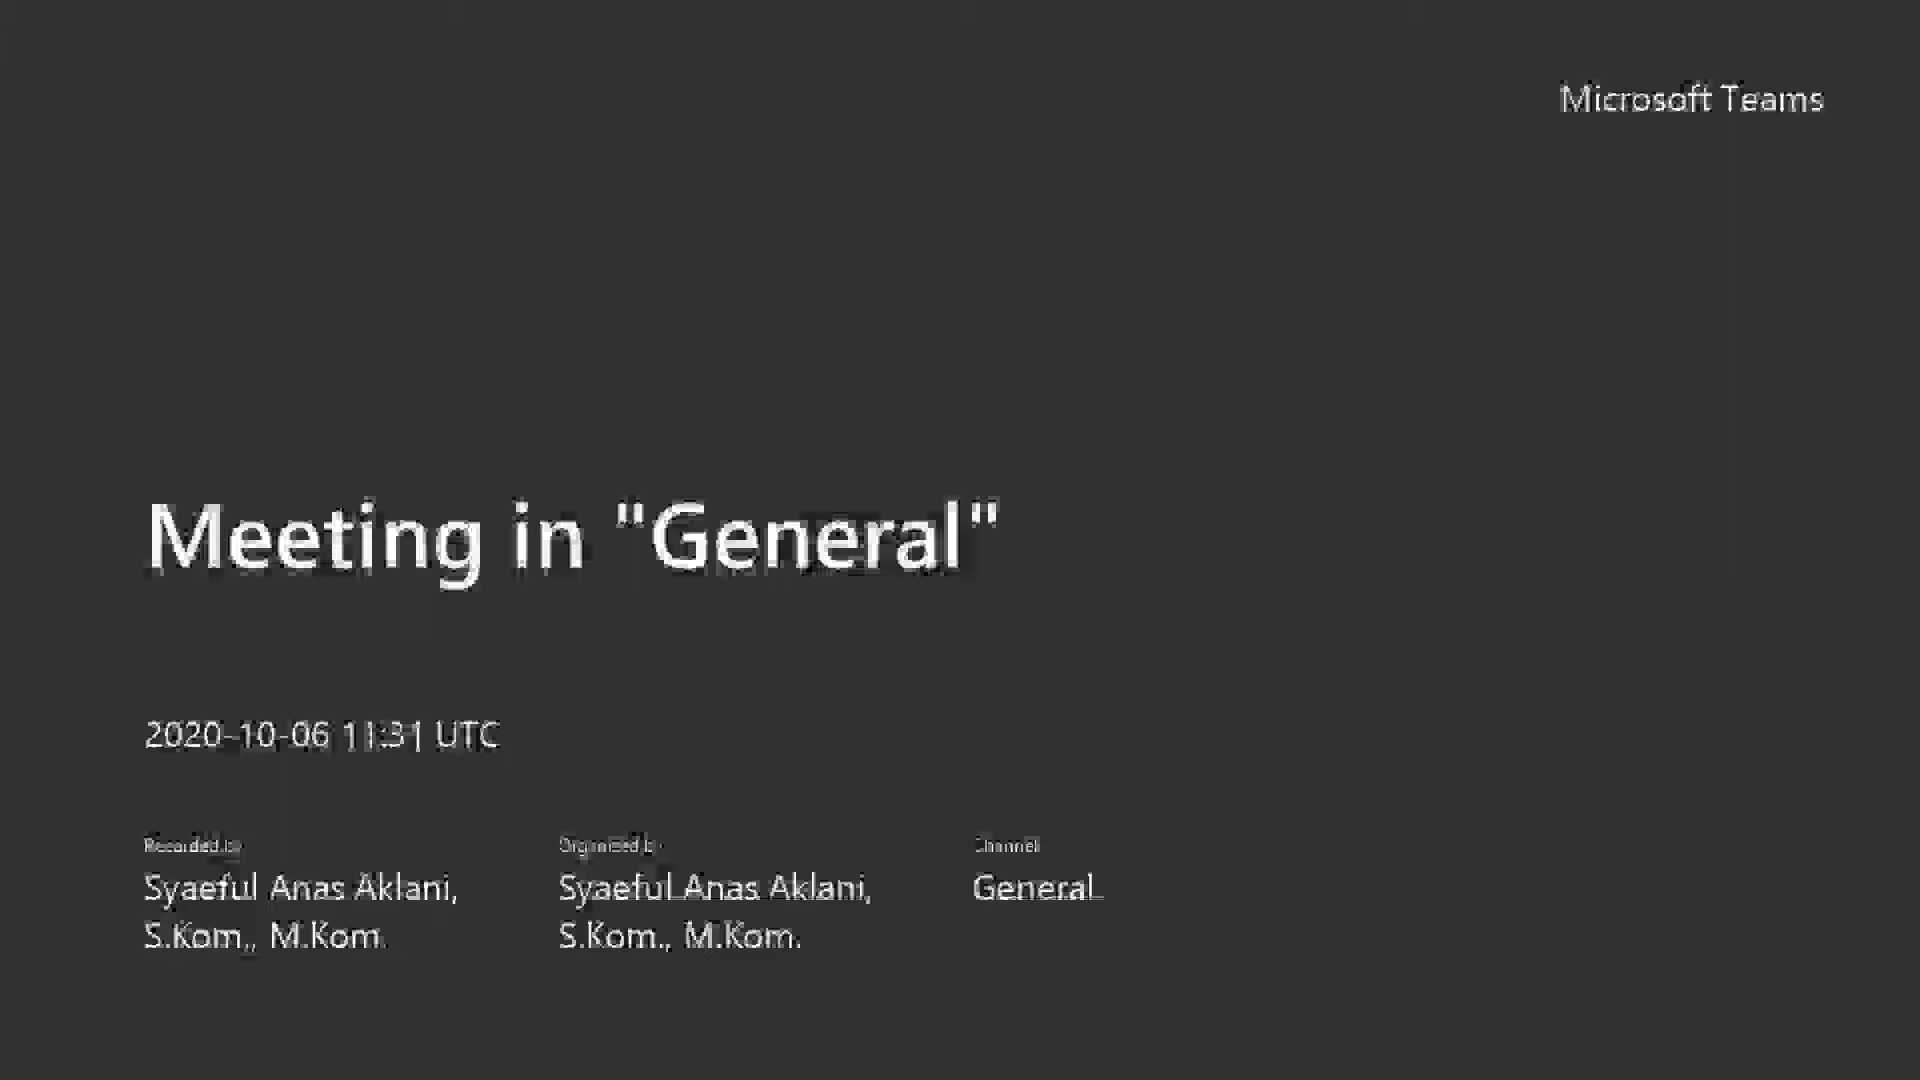 Microsoft Teams
Meeting in "General"
2020-10-06 11:31 UTC
Recorded by
Organized by
Channel
Syaeful Anas Aklani,
S.Kom., M.Kom.
Syaeful Anas Aklani,
S.Kom., M.Kom.
General